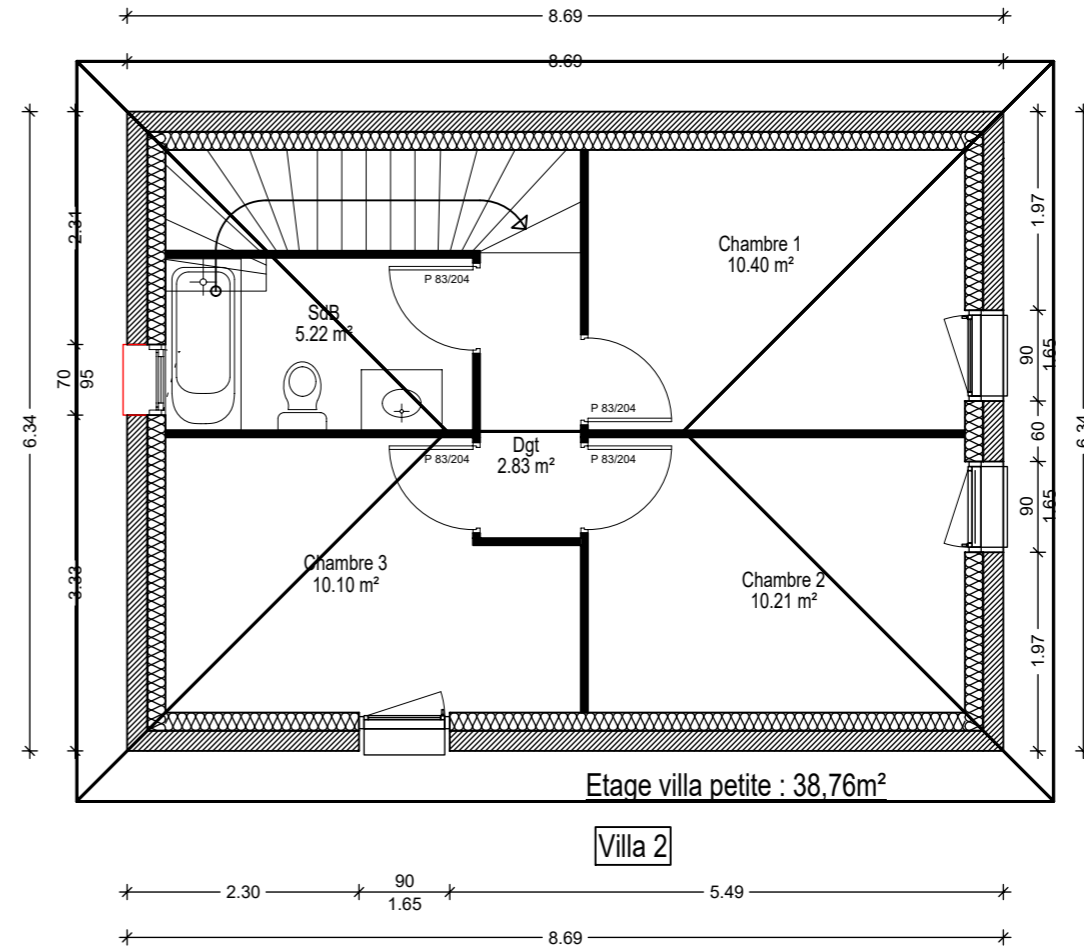 8.69
8.69
6.34
2.31
70
95
3.33
1.97
90
1.65
60
90
1.65
1.97
6.34
Chambre 1
10.40 m²
P 83/204
SdB
5.22 m²
P 83/204
Dgt
2.83 m²
P 83/204
P 83/204
Chambre 3
10.10 m²
Chambre 2
10.21 m²
Etage villa petite : 38,76m²
Villa 2
2.30
90
1.65
5.49
8.69